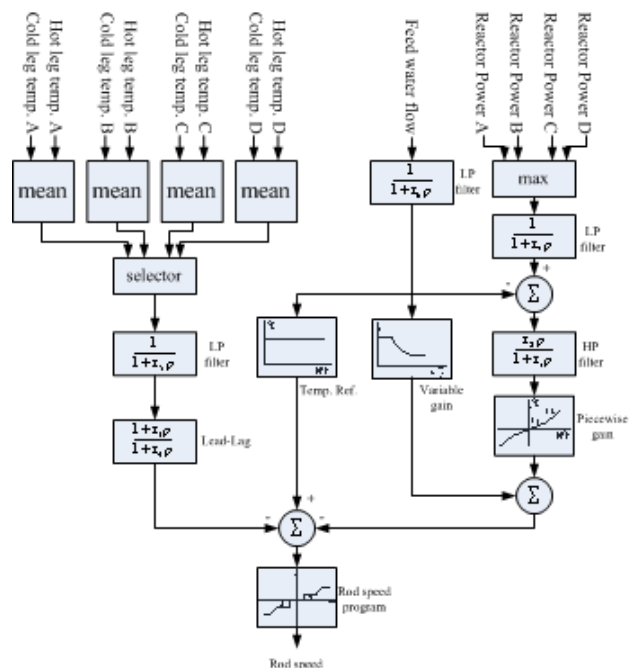 Cold leg temp. A
Hot leg temp. A
Cold leg temp. B
Hot leg temp. B
Cold leg temp. C
Hot leg temp. C
Cold leg temp. D
Hot leg temp. D
Feed water flow
Reactor Power A
Reactor Power B
Reactor Power C
Reactor Power D
mean
mean
mean
mean
LP
filter
max
selector
LP
filter
Σ
LP
filter
Temp. Ref.
Variable
gain
HP
filter
Lead-Lag
Piecewise
gain
Σ
Σ
Rod speed
program
Rod speed